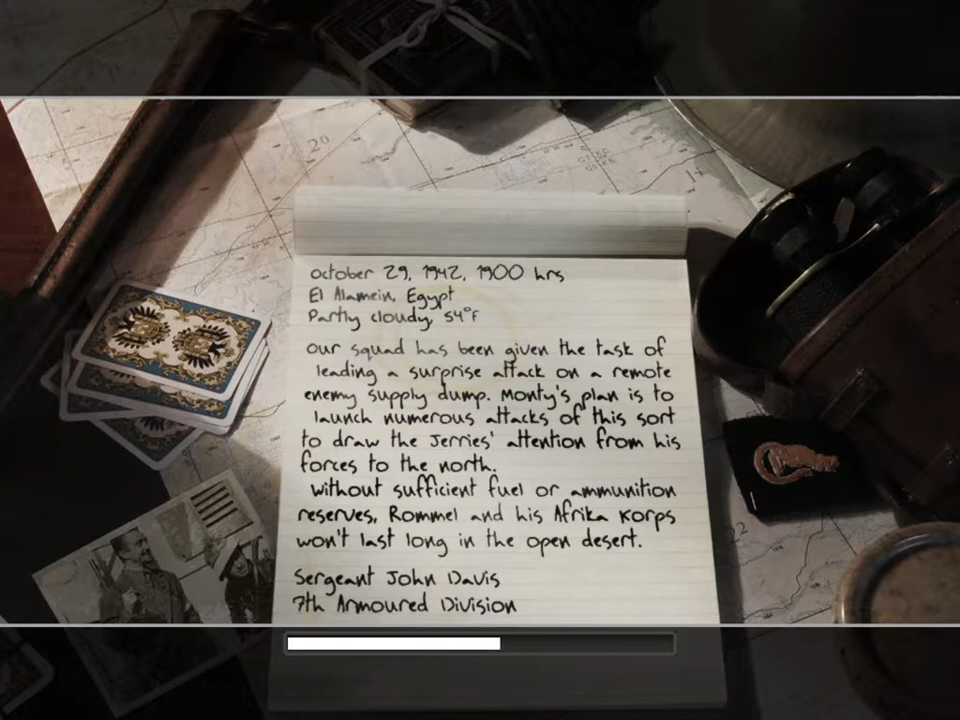 October 29, 1942, 1900 hrs
El Alamein, Egypt
Partly cloudy, 54°F
Our squad has been given the task of
leading a surprise attack on a remote
enemy supply dump. Monty's plan is to
launch numerous attacks of this sort
to draw the Jerries' attention from his
forces to the north.
Without sufficient fuel or ammunition
reserves, Rommel and his Afrika Korps
won't last long in the open desert.
Sergeant John Davis
7th Armoured Division
20
22